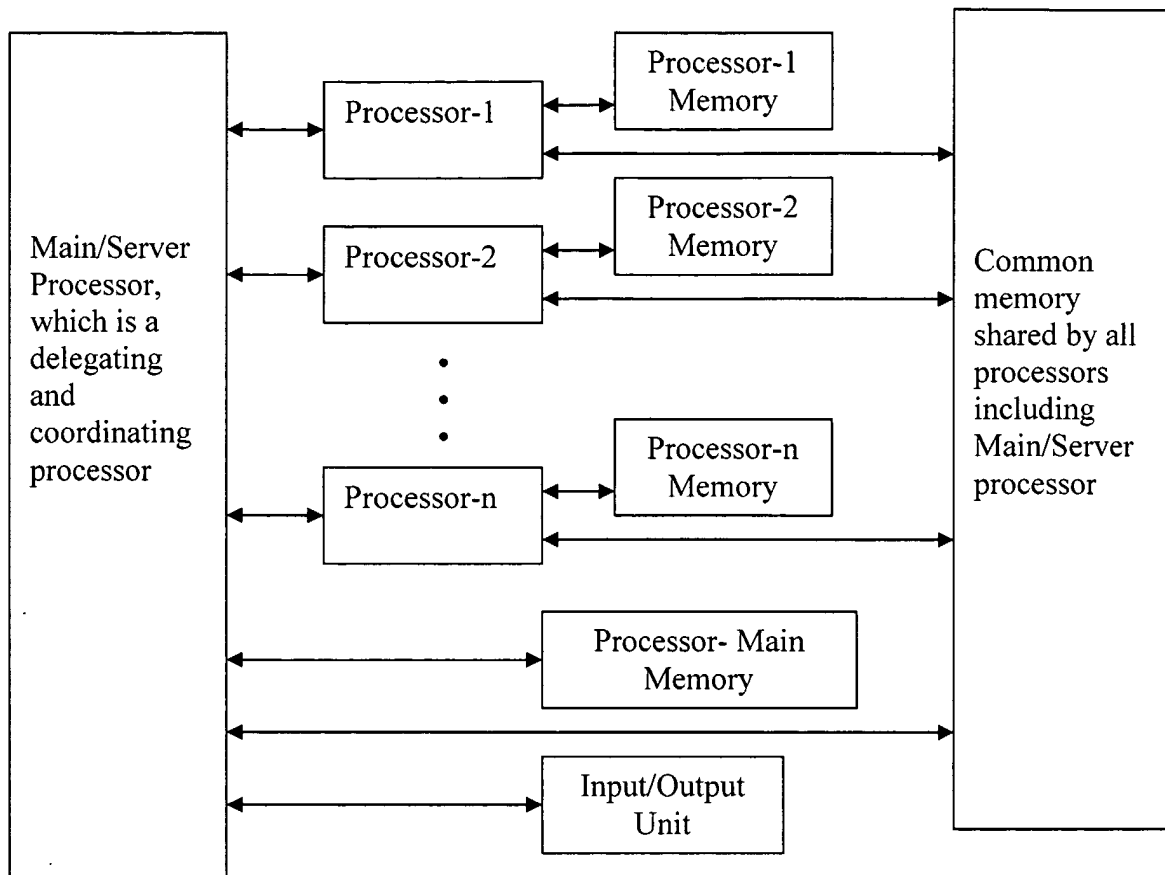 Main/Server
Processor,
which is a
delegating
and
coordinating
processor
Processor-1
Processor-1
Memory
Processor-2
Processor-2
Memory
Processor-n
Processor-n
Memory
Processor- Main
Memory
Input/Output
Unit
Common
memory
shared by all
processors
including
Main/Server
processor